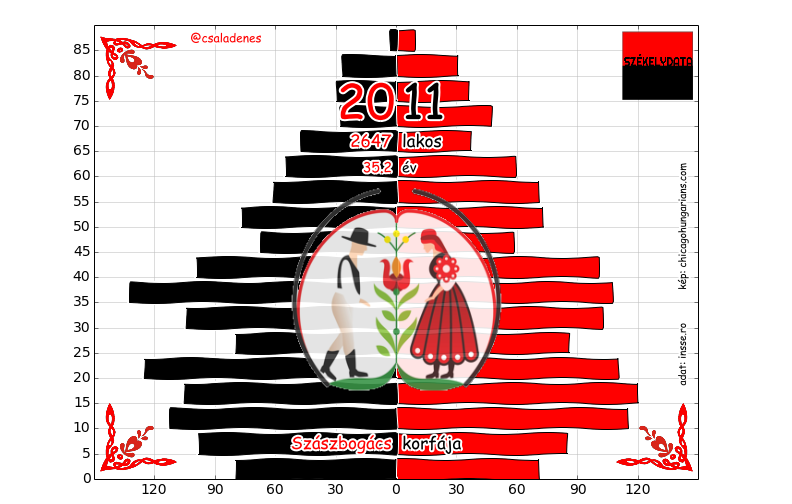 @csaladenes
SZÉKELYDATA
2011
2647 lakos
35.2 év
Szászbogács korfája
kép: chicagohungarians.com
adat: insse.ro
85
80
75
70
65
60
55
50
45
40
35
30
25
20
15
10
5
0
120 90 60 30 0 30 60 90 120